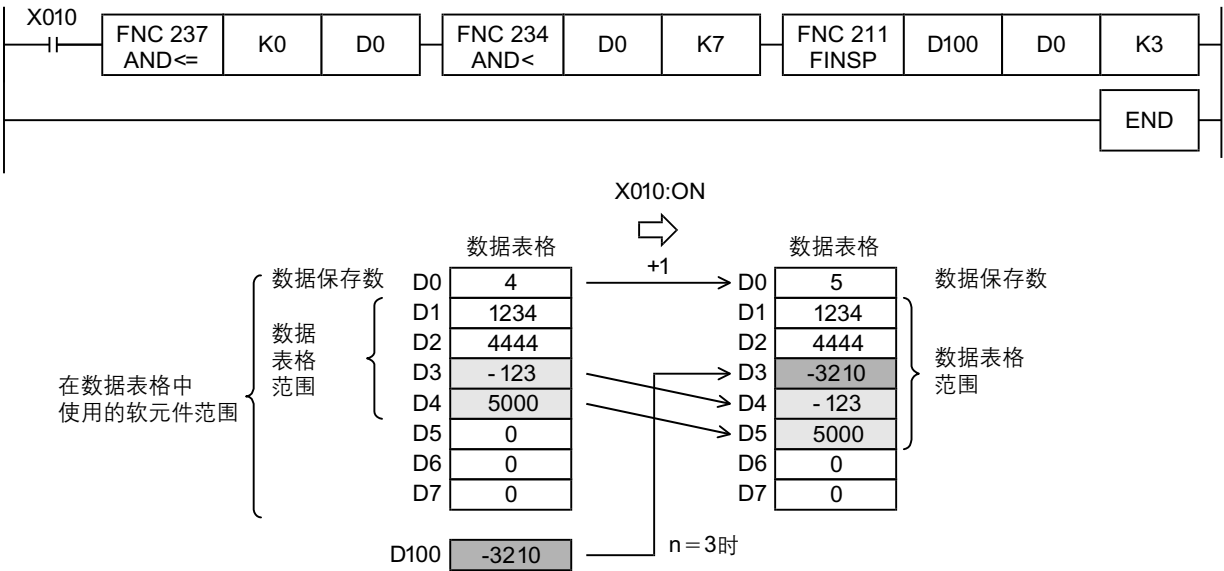 X010
FNC 237 AND<= K0 D0 FNC 234 AND< D0 K7 FNC 211 FINSP D100 D0 K3
END
X010:ON
数据表格 数据表格
+1
数据保存数 D0 4 D0 5 数据保存数
D1 1234 D1 1234
数据 D2 4444 D2 4444 数据表格
表格 D3 - 123 D3 -3210 范围
范围
在数据表格中 D4 5000 D4 - 123
使用的软元件范围
D5 0 D5 5000
D6 0 D6 0
D7 0 D7 0
D100 -3210 n＝3时